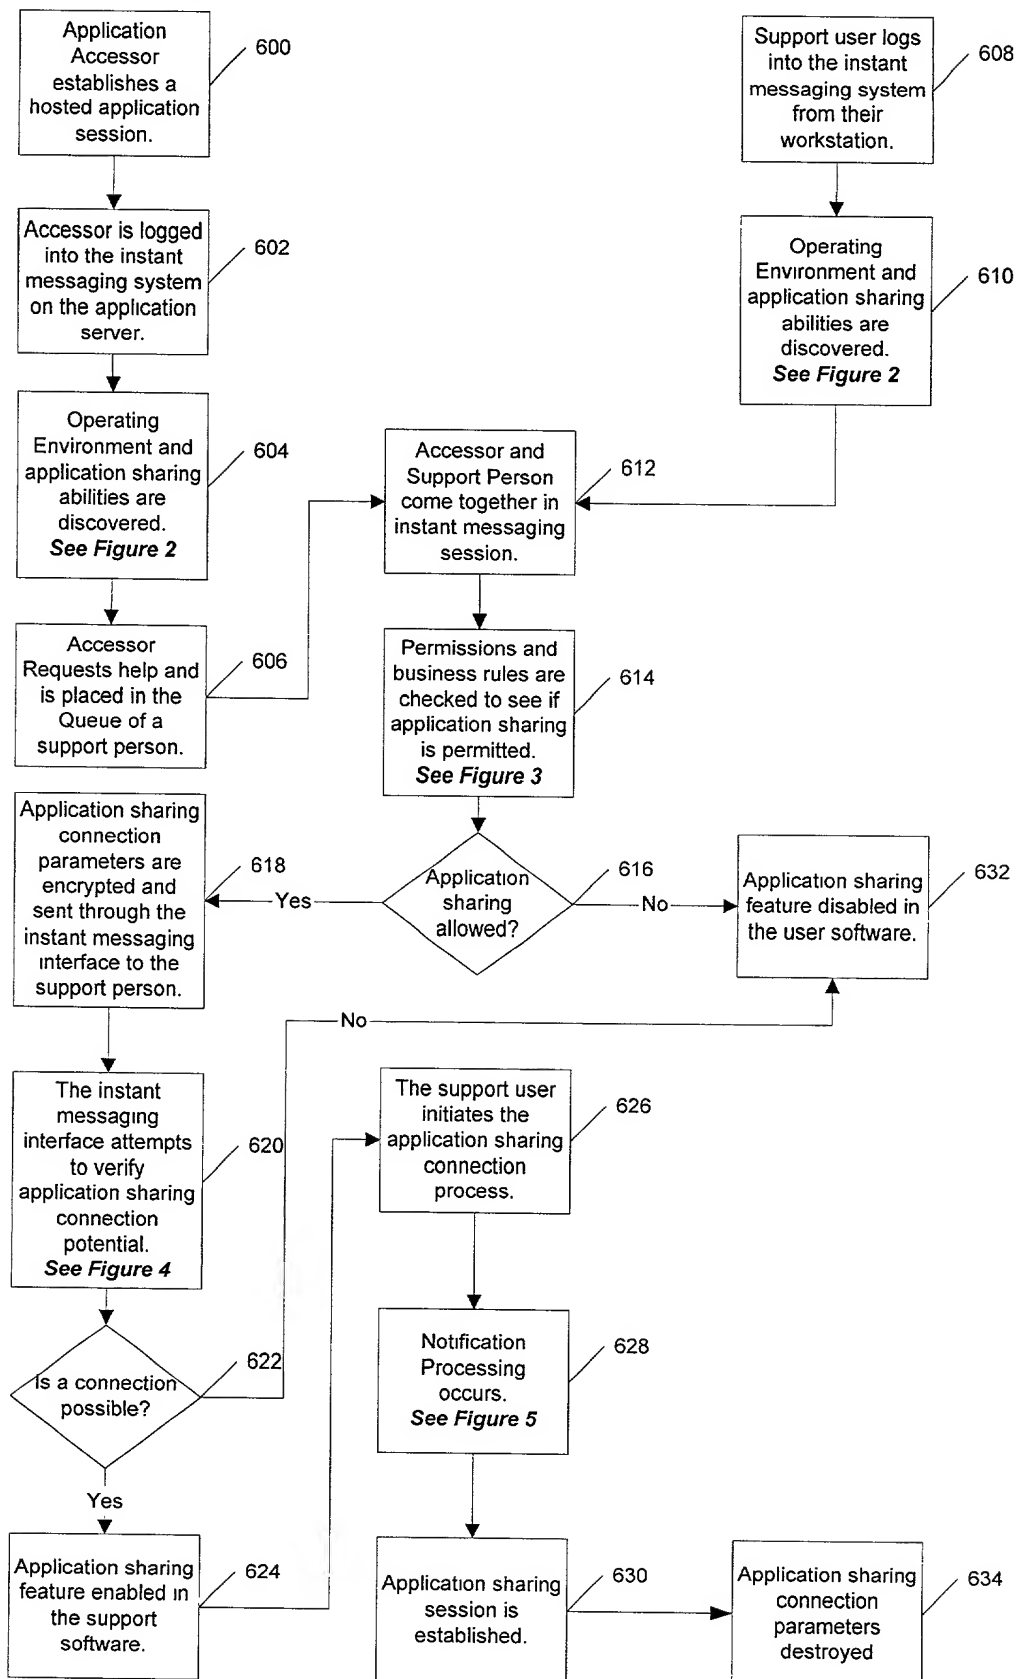 Application
Accessor
establishes a
hosted application
session.
600
Accessor is logged
into the instant
messaging system
on the application
server.
602
Operating
Environment and
application sharing
abilities are
discovered.
See Figure 2
604
Accessor
Requests help and
is placed in the
Queue of a
support person.
606
Support user logs
into the instant
messaging system
from their
workstation.
608
Operating
Environment and
application sharing
abilities are
discovered.
See Figure 2
610
Accessor and
Support Person
come together in
instant messaging
session.
612
Permissions and
business rules are
checked to see if
application sharing
is permitted.
See Figure 3
614
Application
sharing
allowed?
616
Yes
No
Application sharing
connection
parameters are
encrypted and
sent through the
instant messaging
interface to the
support person.
618
Application sharing
feature disabled in
the user software.
632
No
The instant
messaging
interface attempts
to verify
application sharing
connection
potential.
See Figure 4
620
Is a connection
possible?
622
Yes
Application sharing
feature enabled in
the support
software.
624
The support user
initiates the
application sharing
connection
process.
626
Notification
Processing
occurs.
See Figure 5
628
Application sharing
session is
established.
630
Application sharing
connection
parameters
destroyed
634